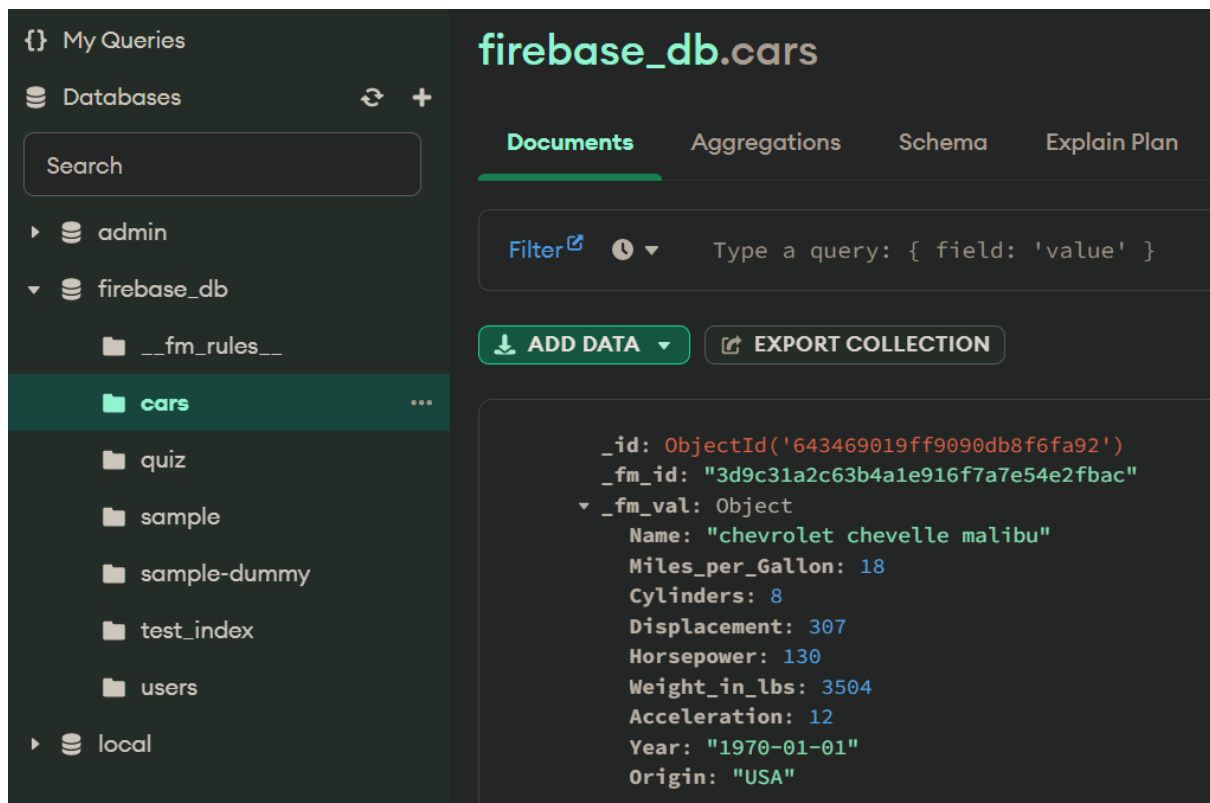 {} My Queries
Databases
Search
admin
firebase_db
__fm_rules__
cars
quiz
sample
sample-dummy
test_index
users
local
firebase_db.cars
Documents Aggregations Schema Explain Plan
Filter Type a query: { field: 'value' }
ADD DATA EXPORT COLLECTION
_id: ObjectId('643469019ff9090db8f6fa92')
_fm_id: "3d9c31a2c63b4a1e916f7a7e54e2fbac"
_fm_val: Object
Name: "chevrolet chevelle malibu"
Miles_per_Gallon: 18
Cylinders: 8
Displacement: 307
Horsepower: 130
Weight_in_lbs: 3504
Acceleration: 12
Year: "1970-01-01"
Origin: "USA"